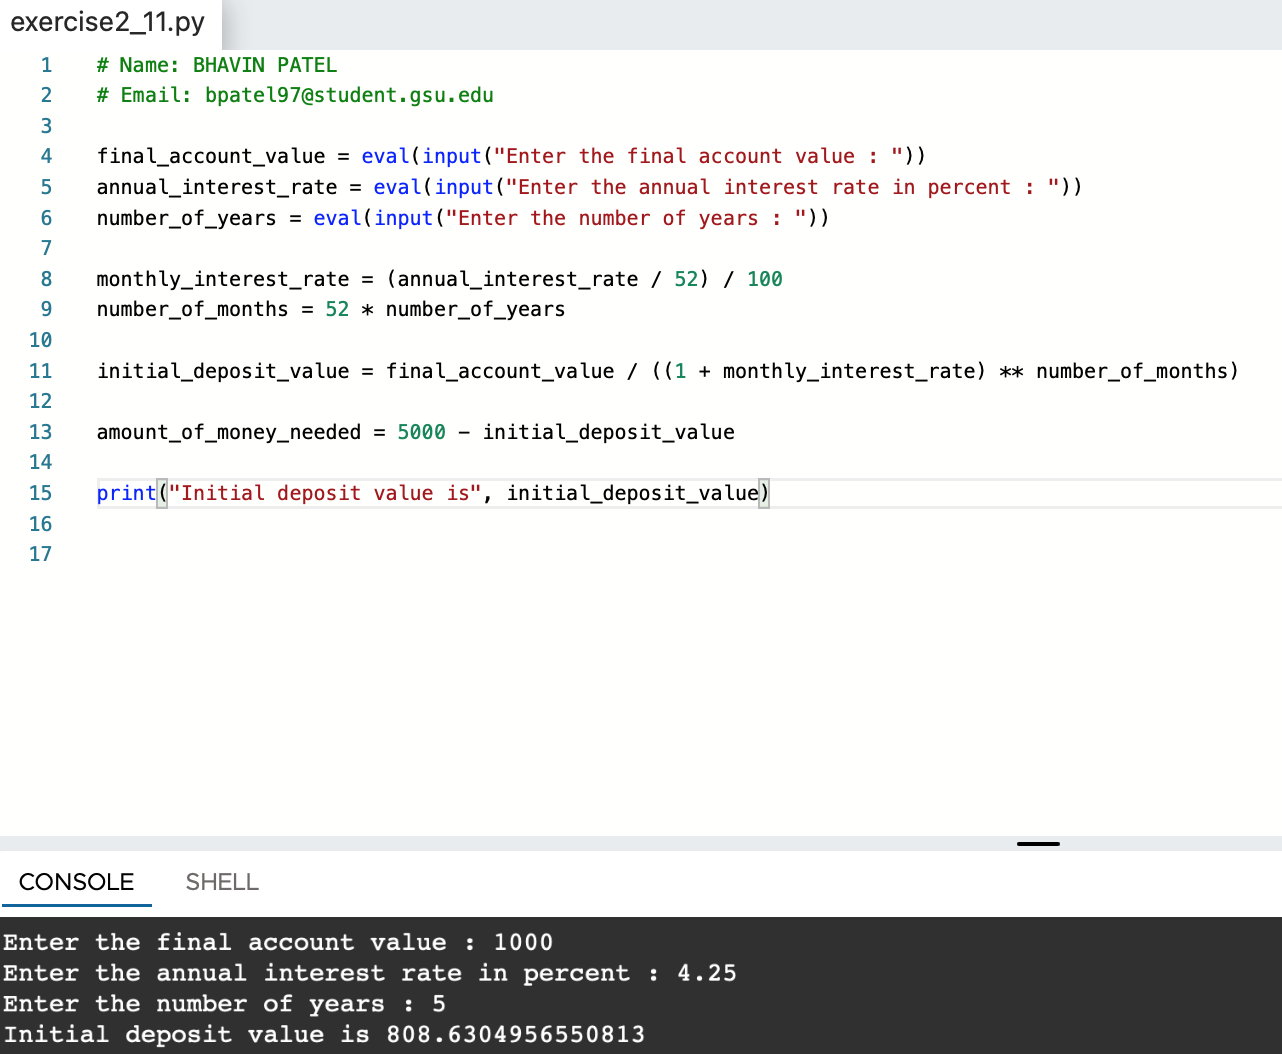 exercise2_11.py
1 # Name: BHAVIN PATEL
2 # Email: bpatel97@student.gsu.edu
3
4 final_account_value = eval(input("Enter the final account value : "))
5 annual_interest_rate = eval(input("Enter the annual interest rate in percent : "))
6 number_of_years = eval(input("Enter the number of years : "))
7
8 monthly_interest_rate = (annual_interest_rate / 52) / 100
9 number_of_months = 52 * number_of_years
10
11 initial_deposit_value = final_account_value / ((1 + monthly_interest_rate) ** number_of_months)
12
13 amount_of_money_needed = 5000 - initial_deposit_value
14
15 print("Initial deposit value is", initial_deposit_value)
16
17
CONSOLE SHELL
Enter the final account value : 1000
Enter the annual interest rate in percent : 4.25
Enter the number of years : 5
Initial deposit value is 808.6304956550813